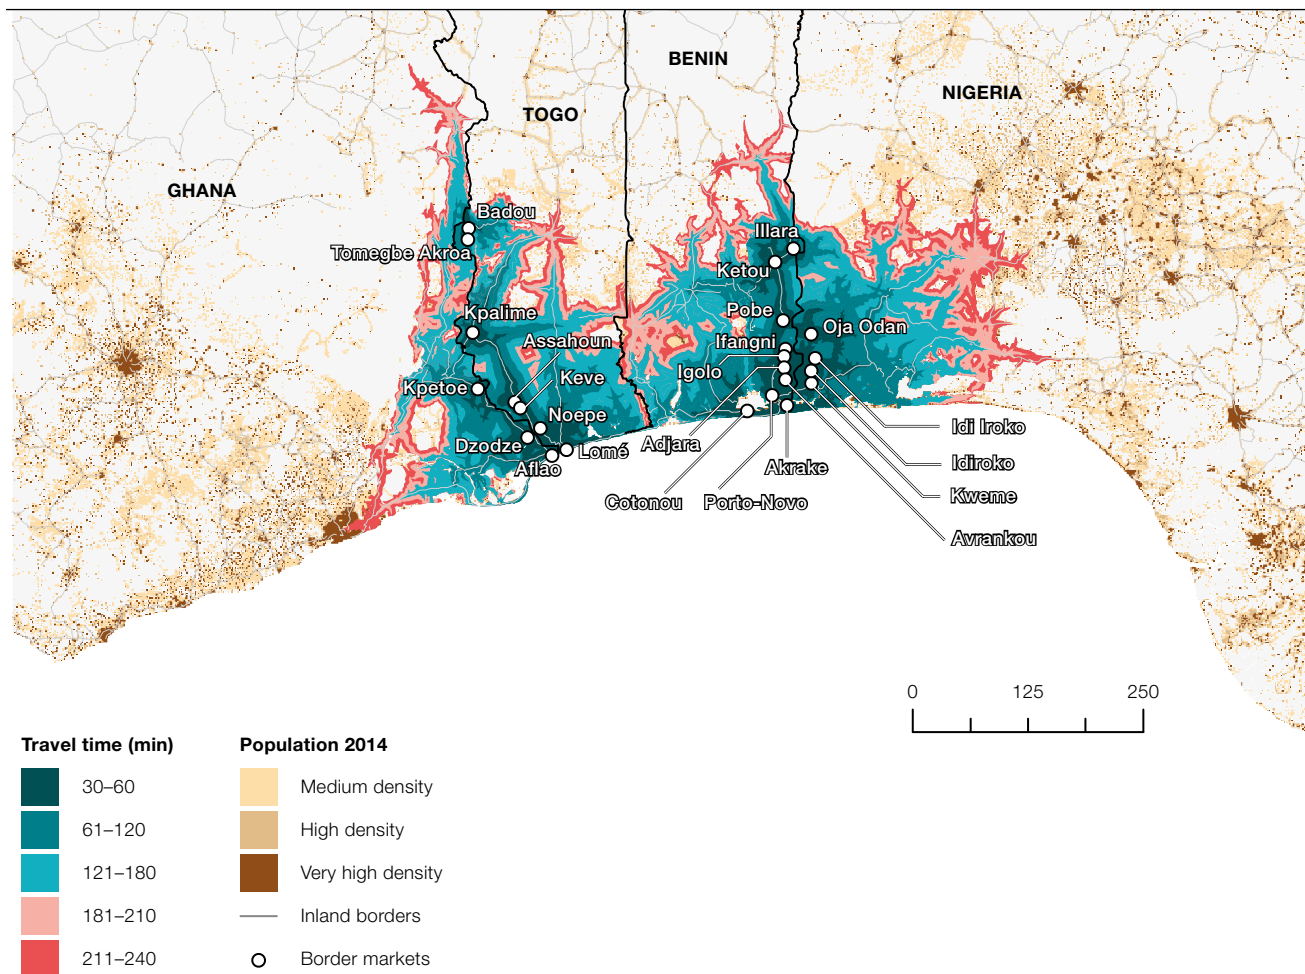 BENIN
NIGERIA
TOGO
GHANA
Badou
Tomegbe Akroa
Illara
Ketou
Kpalime
Pobe
Oja Odan
Assahoun
Ifangni
Igolo
Keve
Kpetoe
Noepe
Dzodze
Lomé
Adjara
Idi Iroko
Aflao
Akrake
Idiroko
Cotonou
Porto-Novo
Kweme
Avrankou
0 125 250
Travel time (min)
30–60
61–120
121–180
181–210
211–240
Population 2014
Medium density
High density
Very high density
Inland borders
Border markets